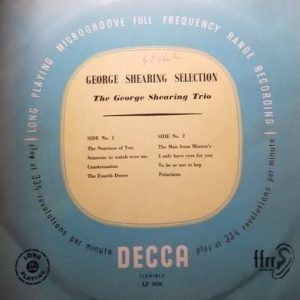 LONG PLAYING MICROGROOVE FULL FREQUENCY RANGE RECORDING
GEORGE SHEARING SELECTION
The George Shearing Trio
SIDE No. 1
The Nearness of You
Someone to watch over me
Consternation
The Fourth Deuce
SIDE No. 2
The Man from Minton's
I only have eyes for you
To be or not to bop
Poinciana
play at 33⅓ revolutions per minute
play at 33⅓ revolutions per minute
LONG PLAYING
DECCA
ffrr
FLEXIBLE